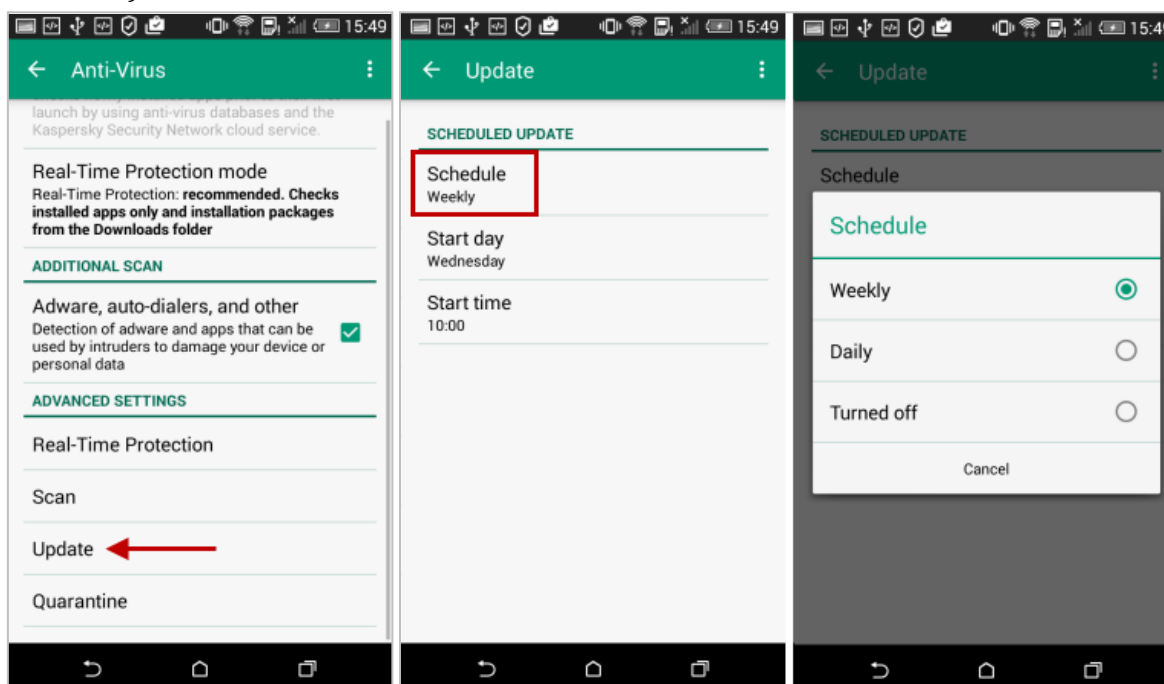 15:49
Anti-Virus
launch by using anti-virus databases and the
Kaspersky Security Network cloud service.
Real-Time Protection mode
Real-Time Protection: recommended. Checks
installed apps only and installation packages
from the Downloads folder
ADDITIONAL SCAN
Adware, auto-dialers, and other
Detection of adware and apps that can be
used by intruders to damage your device or
personal data
ADVANCED SETTINGS
Real-Time Protection
Scan
Update
Quarantine
15:49
Update
SCHEDULED UPDATE
Schedule
Weekly
Start day
Wednesday
Start time
10:00
15:49
Update
SCHEDULED UPDATE
Schedule
Schedule
Weekly
Daily
Turned off
Cancel